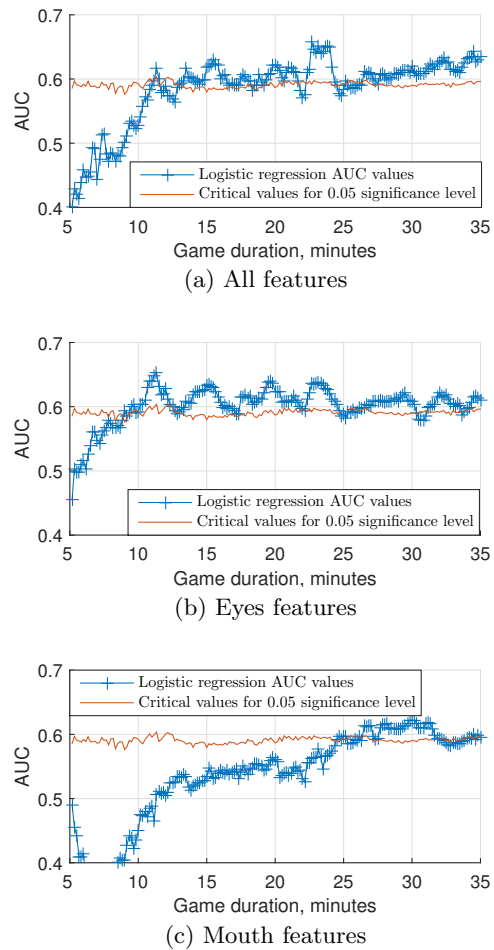 0.7
0.6
0.5
0.4
AUC
5 10 15 20 25 30 35
Logistic regression AUC values
Critical values for 0.05 significance level
Game duration, minutes
(a) All features
0.7
0.6
0.5
0.4
AUC
5 10 15 20 25 30 35
Logistic regression AUC values
Critical values for 0.05 significance level
Game duration, minutes
(b) Eyes features
0.7
0.6
0.5
0.4
AUC
Logistic regression AUC values
Critical values for 0.05 significance level
5 10 15 20 25 30 35
Game duration, minutes
(c) Mouth features